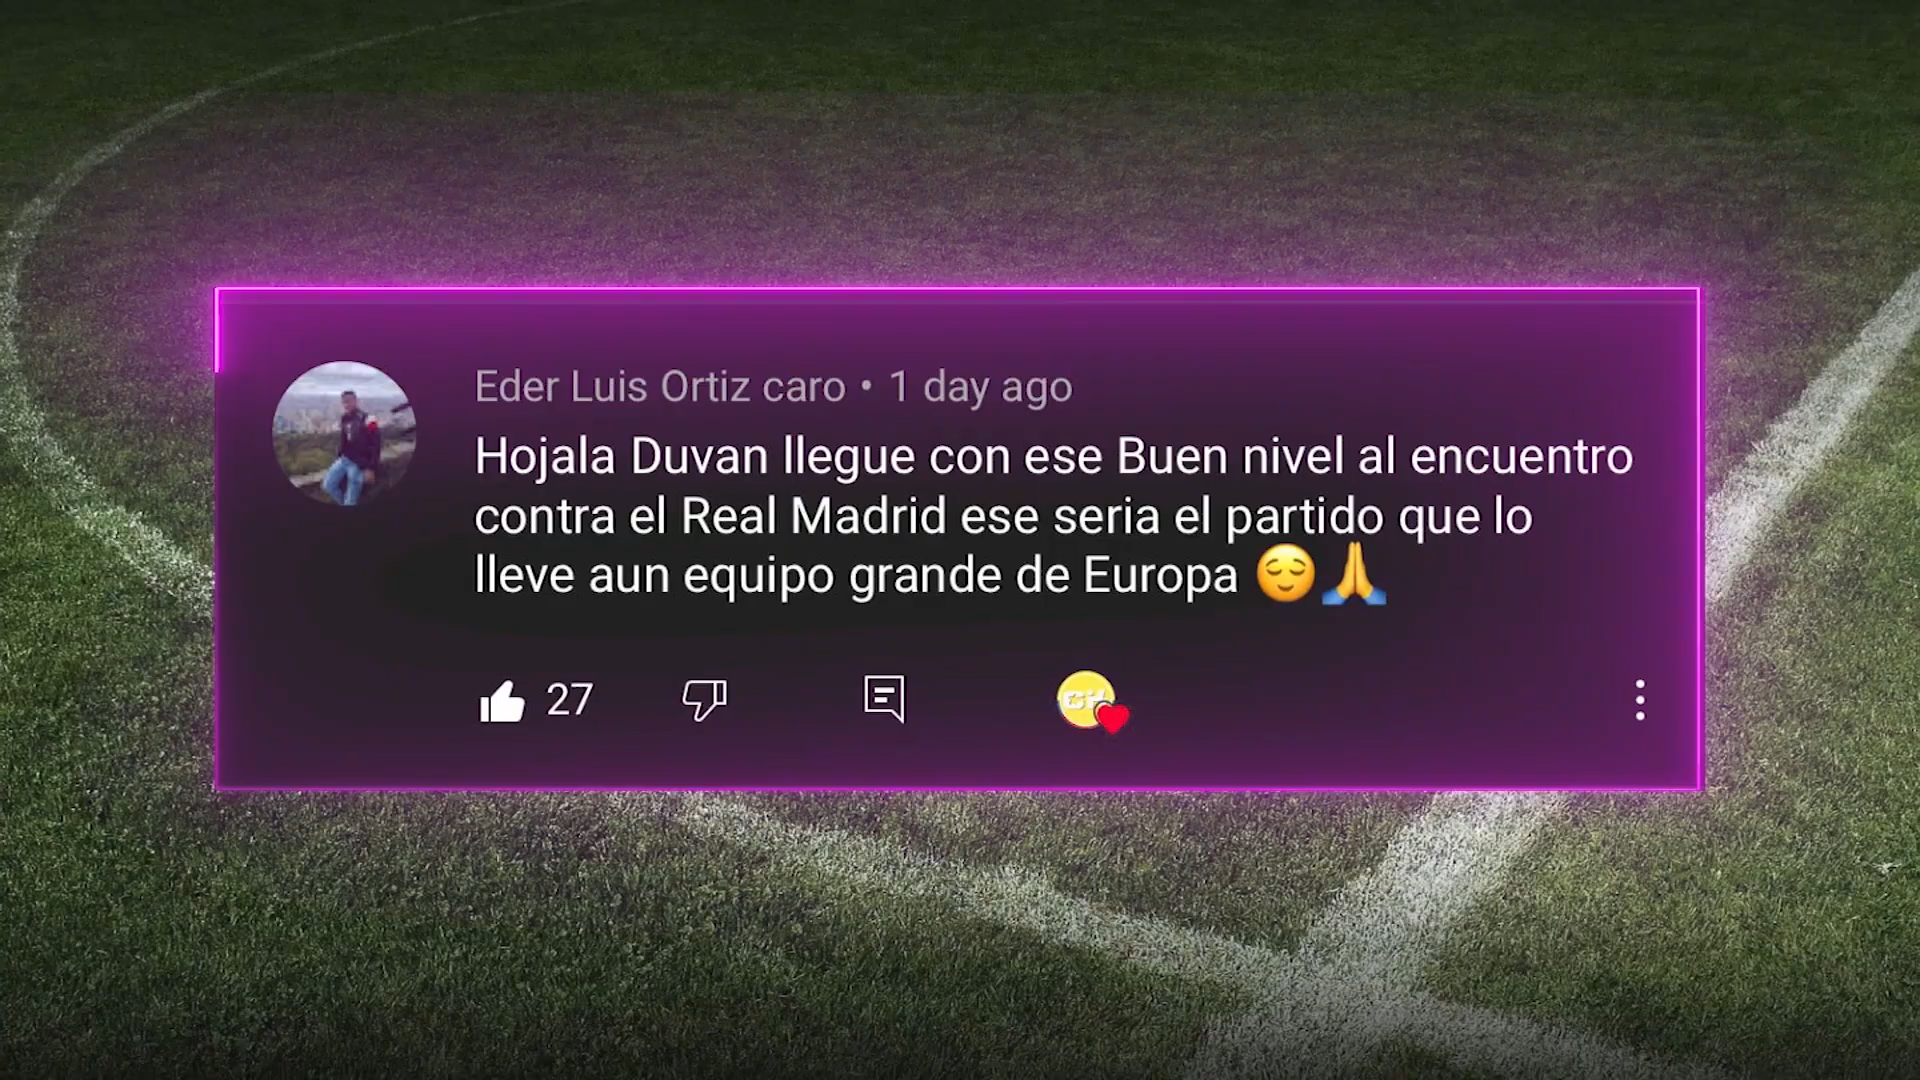 Eder Luis Ortiz caro • 1 day ago
Hojala Duvan llegue con ese Buen nivel al encuentro
contra el Real Madrid ese seria el partido que lo
lleve aun equipo grande de Europa 😌🙏
27